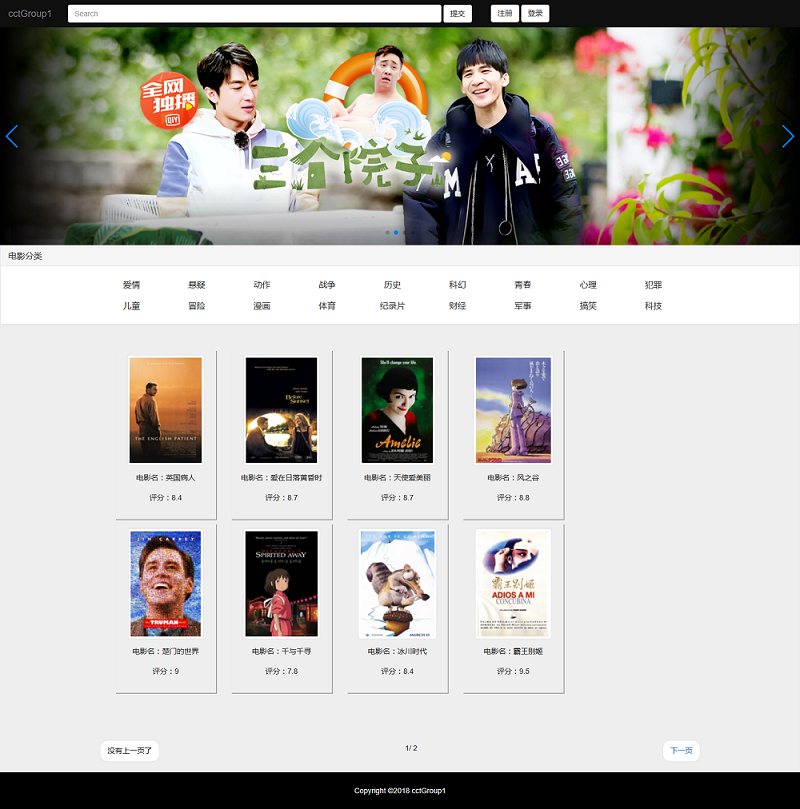 cctGroup1 Search 提交 注册 登录
全网
独播
QIY
三个院子
M A
电影分类
爱情 悬疑 动作 战争 历史 科幻 青春 心理 犯罪
儿童 冒险 漫画 体育 纪录片 财经 军事 搞笑 科技
THE ENGLISH PATIENT
Before
Sunset
She'll change your life.
Amélie
电影名：英国病人 电影名：爱在日落黄昏时 电影名：天使爱美丽 电影名：风之谷
评分：8.4 评分：8.7 评分：8.7 评分：8.8
JIM CARREY
TRUMAN
SPIRITED AWAY
MARCH 15
霸王别姬
ADIOS A MI
CONCUBINA
电影名：楚门的世界 电影名：千与千寻 电影名：冰川时代 电影名：霸王别姬
评分：9 评分：7.8 评分：8.4 评分：9.5
没有上一页了 1/ 2 下一页
Copyright ©2018 cctGroup1